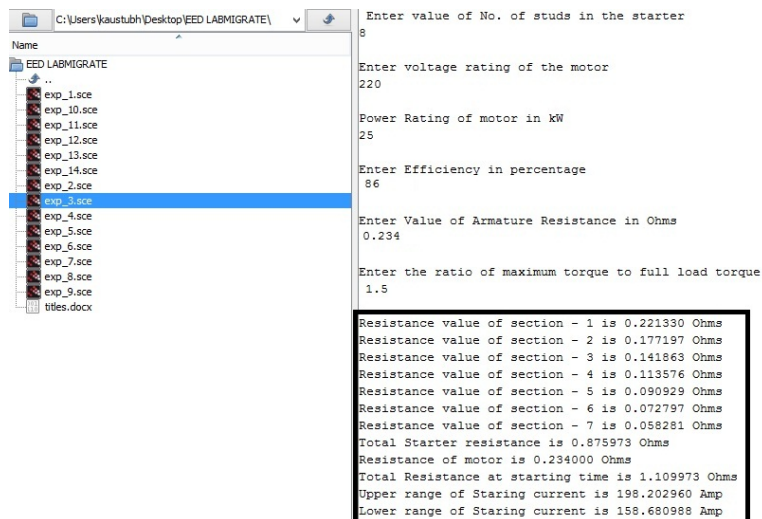 C:\Users\kaustubh\Desktop\EED LABMIGRATE\
Name
EED LABMIGRATE
..
exp_1.sce
exp_10.sce
exp_11.sce
exp_12.sce
exp_13.sce
exp_14.sce
exp_2.sce
exp_3.sce
exp_4.sce
exp_5.sce
exp_6.sce
exp_7.sce
exp_8.sce
exp_9.sce
titles.docx
Enter value of No. of studs in the starter
8
Enter voltage rating of the motor
220
Power Rating of motor in kW
25
Enter Efficiency in percentage
86
Enter Value of Armature Resistance in Ohms
0.234
Enter the ratio of maximum torque to full load torque
1.5
Resistance value of section - 1 is 0.221330 Ohms
Resistance value of section - 2 is 0.177197 Ohms
Resistance value of section - 3 is 0.141863 Ohms
Resistance value of section - 4 is 0.113576 Ohms
Resistance value of section - 5 is 0.090929 Ohms
Resistance value of section - 6 is 0.072797 Ohms
Resistance value of section - 7 is 0.058281 Ohms
Total Starter resistance is 0.875973 Ohms
Resistance of motor is 0.234000 Ohms
Total Resistance at starting time is 1.109973 Ohms
Upper range of Staring current is 198.202960 Amp
Lower range of Staring current is 158.680988 Amp